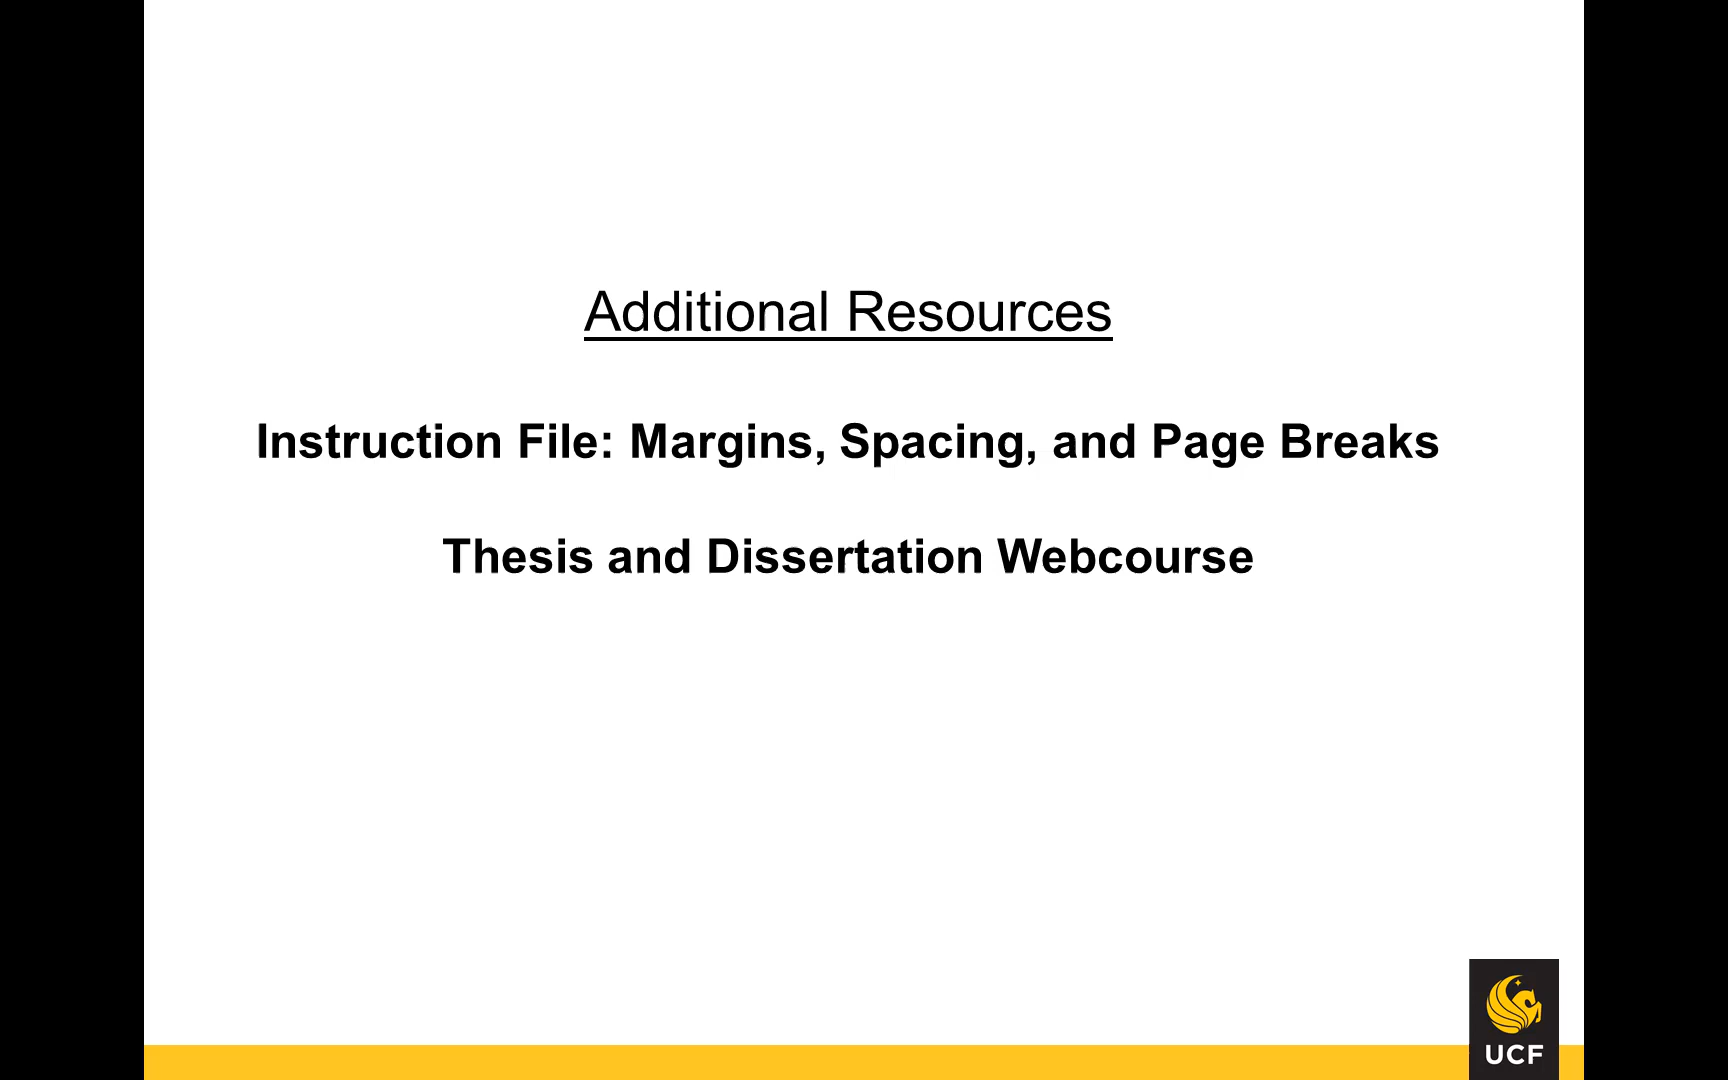 Additional Resources
Instruction File: Margins, Spacing, and Page Breaks
Thesis and Dissertation Webcourse
UCF